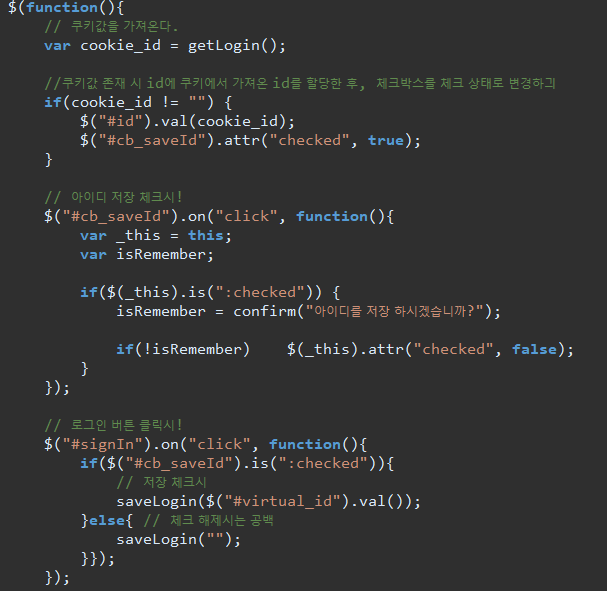 $(function(){
// 쿠키값을 가져온다.
var cookie_id = getLogin();
//쿠키값 존재 시 id에 쿠키에서 가져온 id를 할당한 후, 체크박스를 체크 상태로 변경하긔
if(cookie_id != "") {
$("#id").val(cookie_id);
$("#cb_saveId").attr("checked", true);
}
// 아이디 저장 체크시!
$("#cb_saveId").on("click", function(){
var _this = this;
var isRemember;
if($(_this).is(":checked")) {
isRemember = confirm("아이디를 저장 하시겠습니까?");
if(!isRemember)    $(_this).attr("checked", false);
}
});
// 로그인 버튼 클릭시!
$("#signIn").on("click", function(){
if($("#cb_saveId").is(":checked")){
// 저장 체크시
saveLogin($("#virtual_id").val());
}else{ // 체크 해제시는 공백
saveLogin("");
}});
});